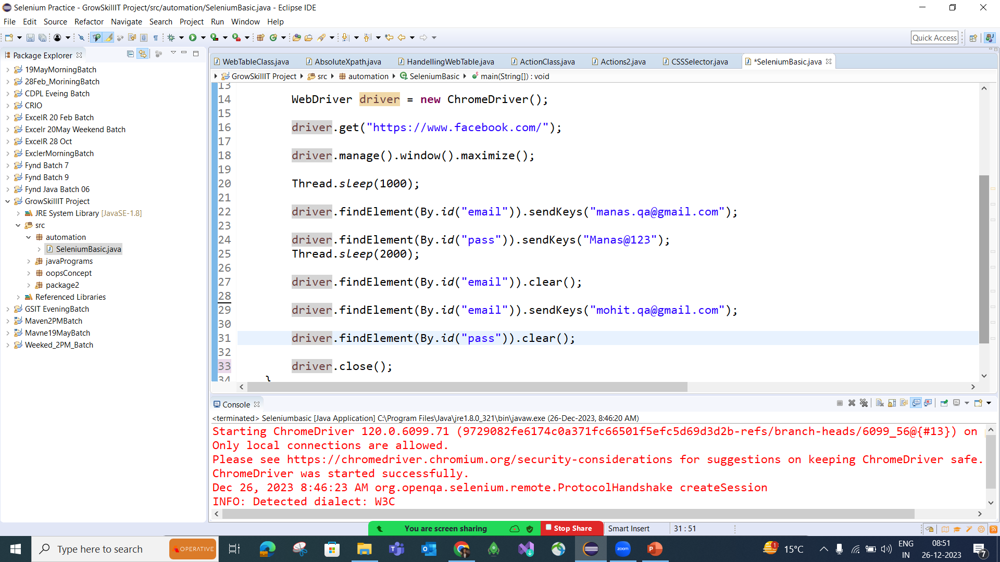 Selenium Practice - GrowSkillIT Project/src/automation/SeleniumBasic.java - Eclipse IDE
File Edit Source Refactor Navigate Search Project Run Window Help
Quick Access
Package Explorer
19MayMorningBatch
28Feb_MoriningBatch
CDPL Eveing Batch
CRIO
ExcelR 20 Feb Batch
Excelr 20May Weekend Batch
ExcelR 28 Oct
ExclerMorningBatch
Fynd Batch 7
Fynd Batch 9
Fynd Java Batch 06
GrowSkillIT Project
JRE System Library [JavaSE-1.8]
src
automation
SeleniumBasic.java
javaPrograms
oopsConcept
package2
Referenced Libraries
GSIT EveningBatch
Maven2PMBatch
Mavne19MayBatch
Weeked_2PM_Batch
WebTableClass.java AbsoluteXpath.java HandellingWebTable.java ActionClass.java Actions2.java CSSSelector.java *SeleniumBasic.java
GrowSkillIT Project src automation SeleniumBasic main(String[]) : void
13
14 WebDriver driver = new ChromeDriver();
15
16 driver.get("https://www.facebook.com/");
17
18 driver.manage().window().maximize();
19
20 Thread.sleep(1000);
21
22 driver.findElement(By.id("email")).sendKeys("manas.qa@gmail.com");
23
24 driver.findElement(By.id("pass")).sendKeys("Manas@123");
25 Thread.sleep(2000);
26
27 driver.findElement(By.id("email")).clear();
28
29 driver.findElement(By.id("email")).sendKeys("mohit.qa@gmail.com");
30
31 driver.findElement(By.id("pass")).clear();
32
33 driver.close();
34 }
Console
<terminated> Seleniumbasic [Java Application] C:\Program Files\Java\jre1.8.0_321\bin\javaw.exe (26-Dec-2023, 8:46:20 AM)
Starting ChromeDriver 120.0.6099.71 (9729082fe6174c0a371fc66501f5efc5d69d3d2b-refs/branch-heads/6099_56@{#13}) on
Only local connections are allowed.
Please see https://chromedriver.chromium.org/security-considerations for suggestions on keeping ChromeDriver safe.
ChromeDriver was started successfully.
Dec 26, 2023 8:46:23 AM org.openqa.selenium.remote.ProtocolHandshake createSession
INFO: Detected dialect: W3C
You are screen sharing Stop Share
Smart Insert 31 : 51
Type here to search
OPERATIVE
zoom
1
15°C
ENG
IN
08:51
26-12-2023
7